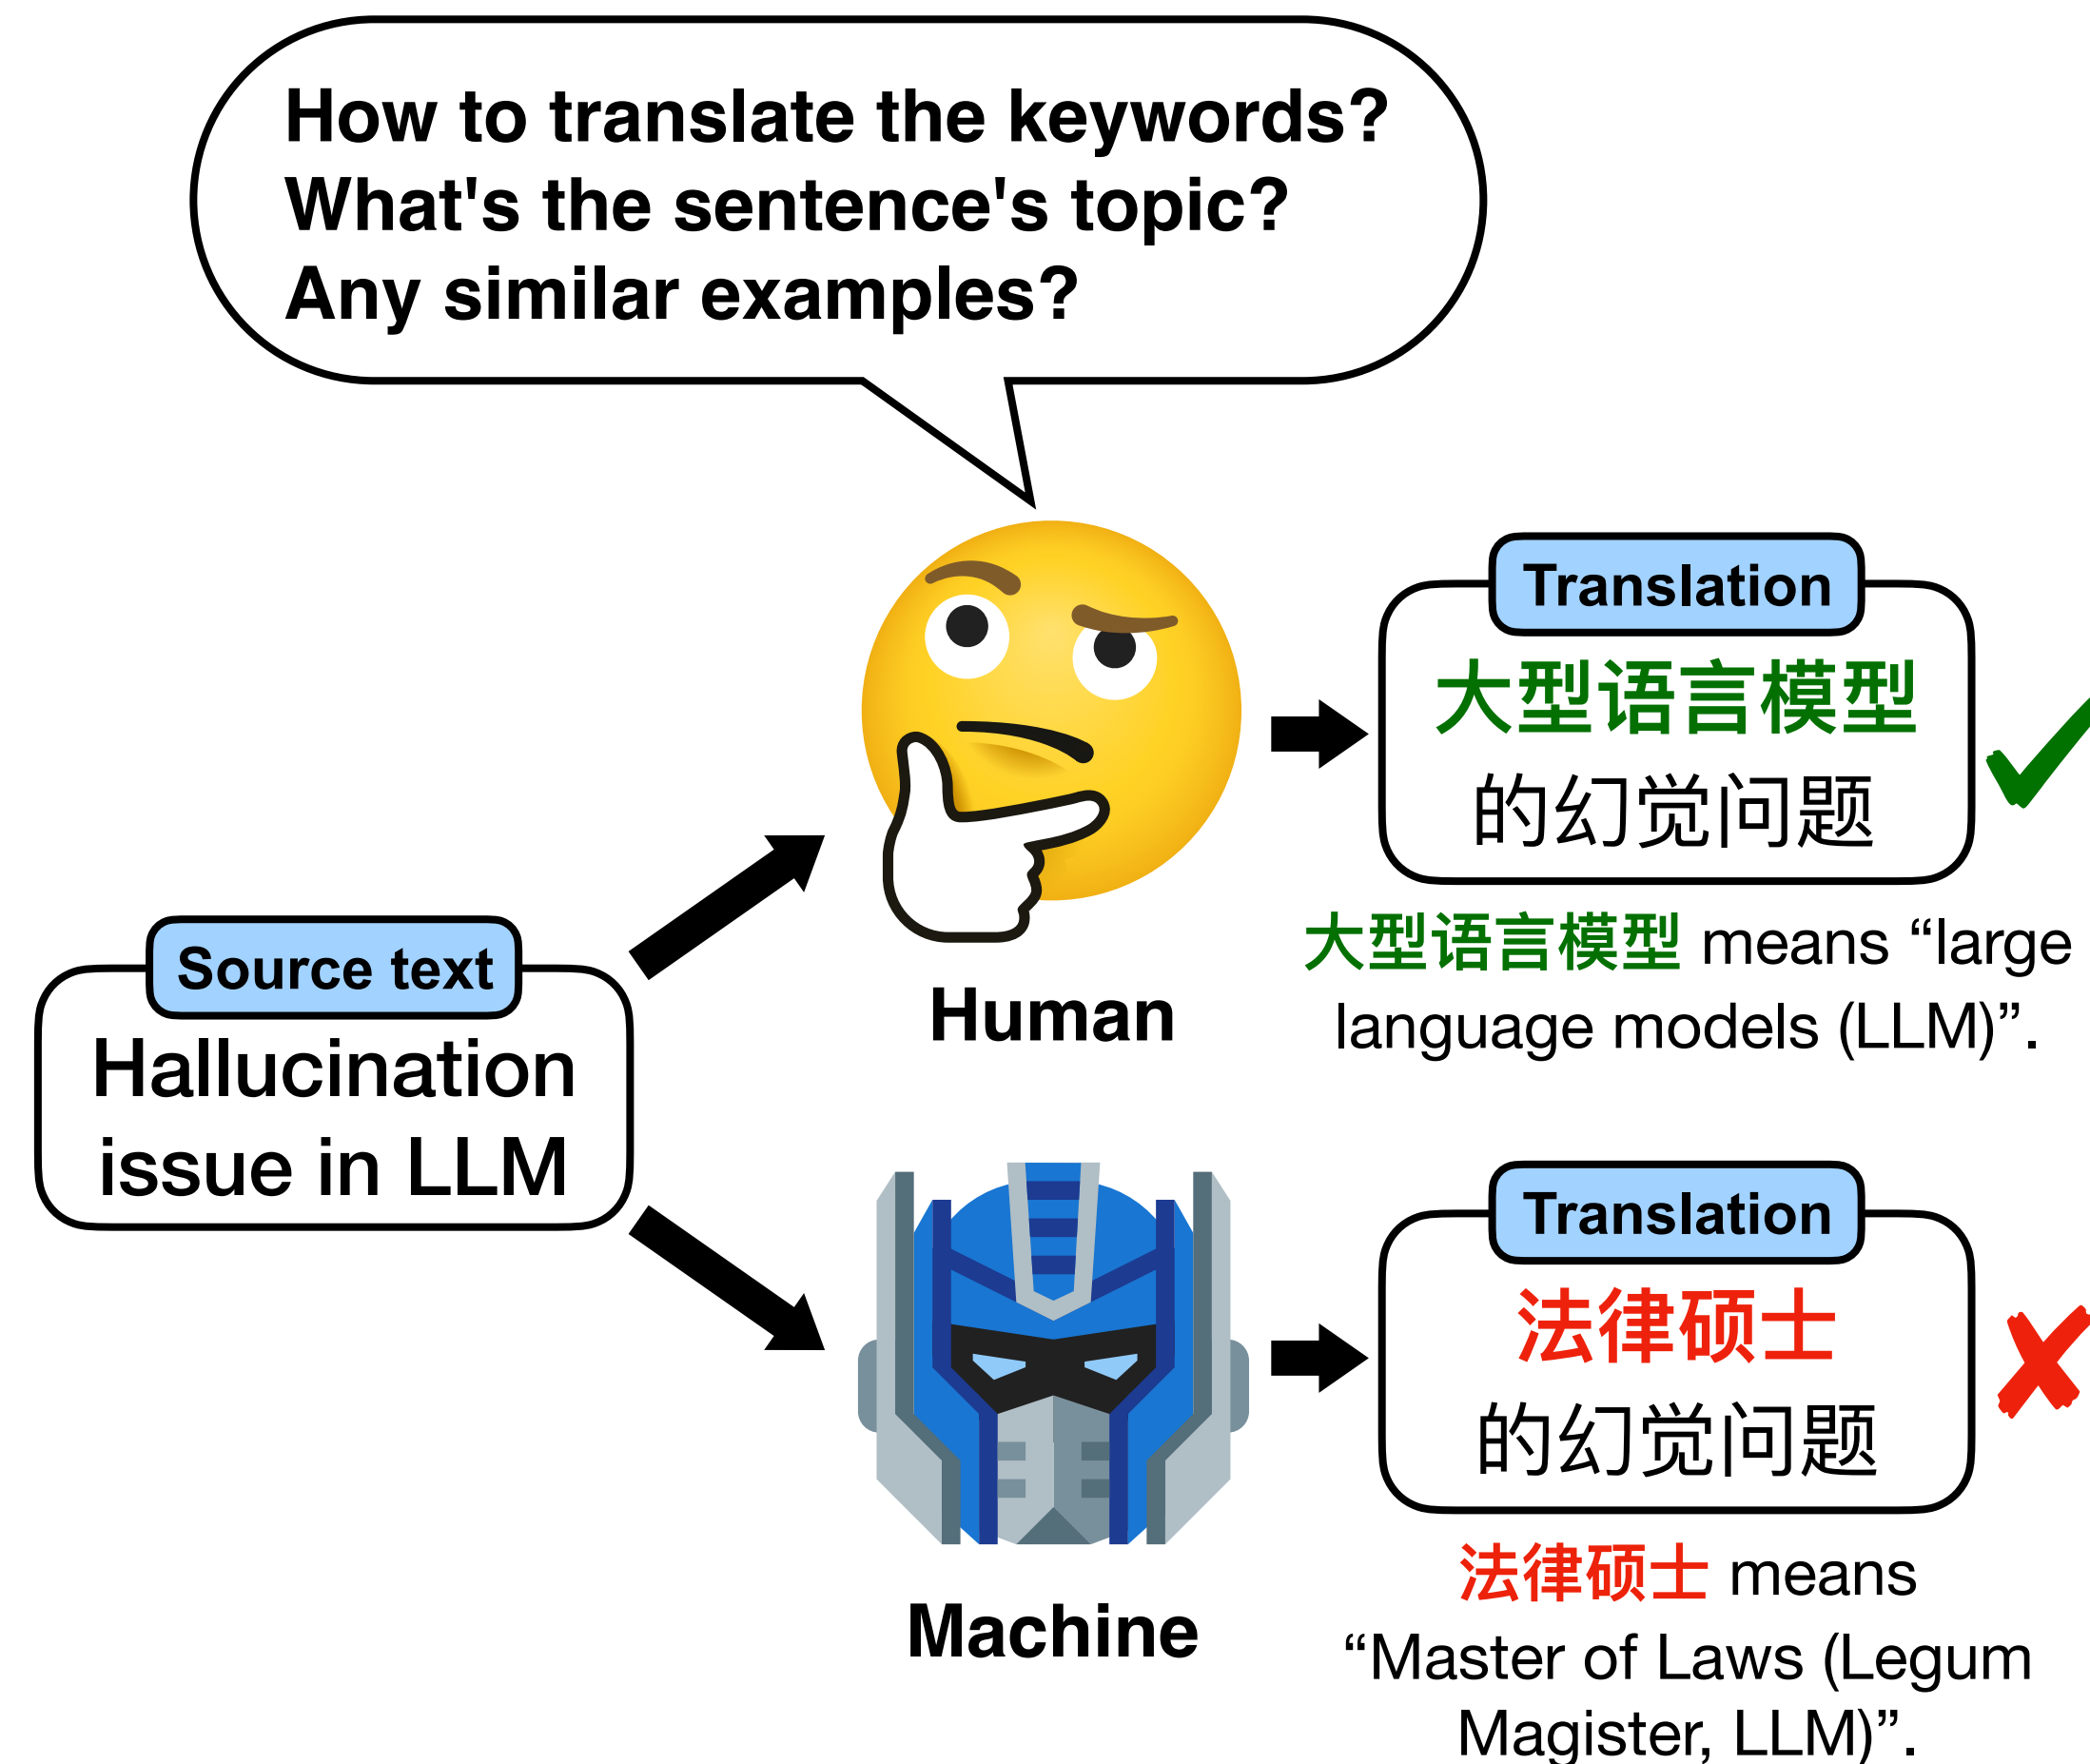 How to translate the keywords?
What's the sentence's topic?
Any similar examples?
Source text
Hallucination
issue in LLM
Human
Translation
大型语言模型
的幻觉问题
大型语言模型 means “large
language models (LLM)”.
Machine
Translation
法律硕士
的幻觉问题
法律硕士 means
“Master of Laws (Legum
Magister, LLM)”.